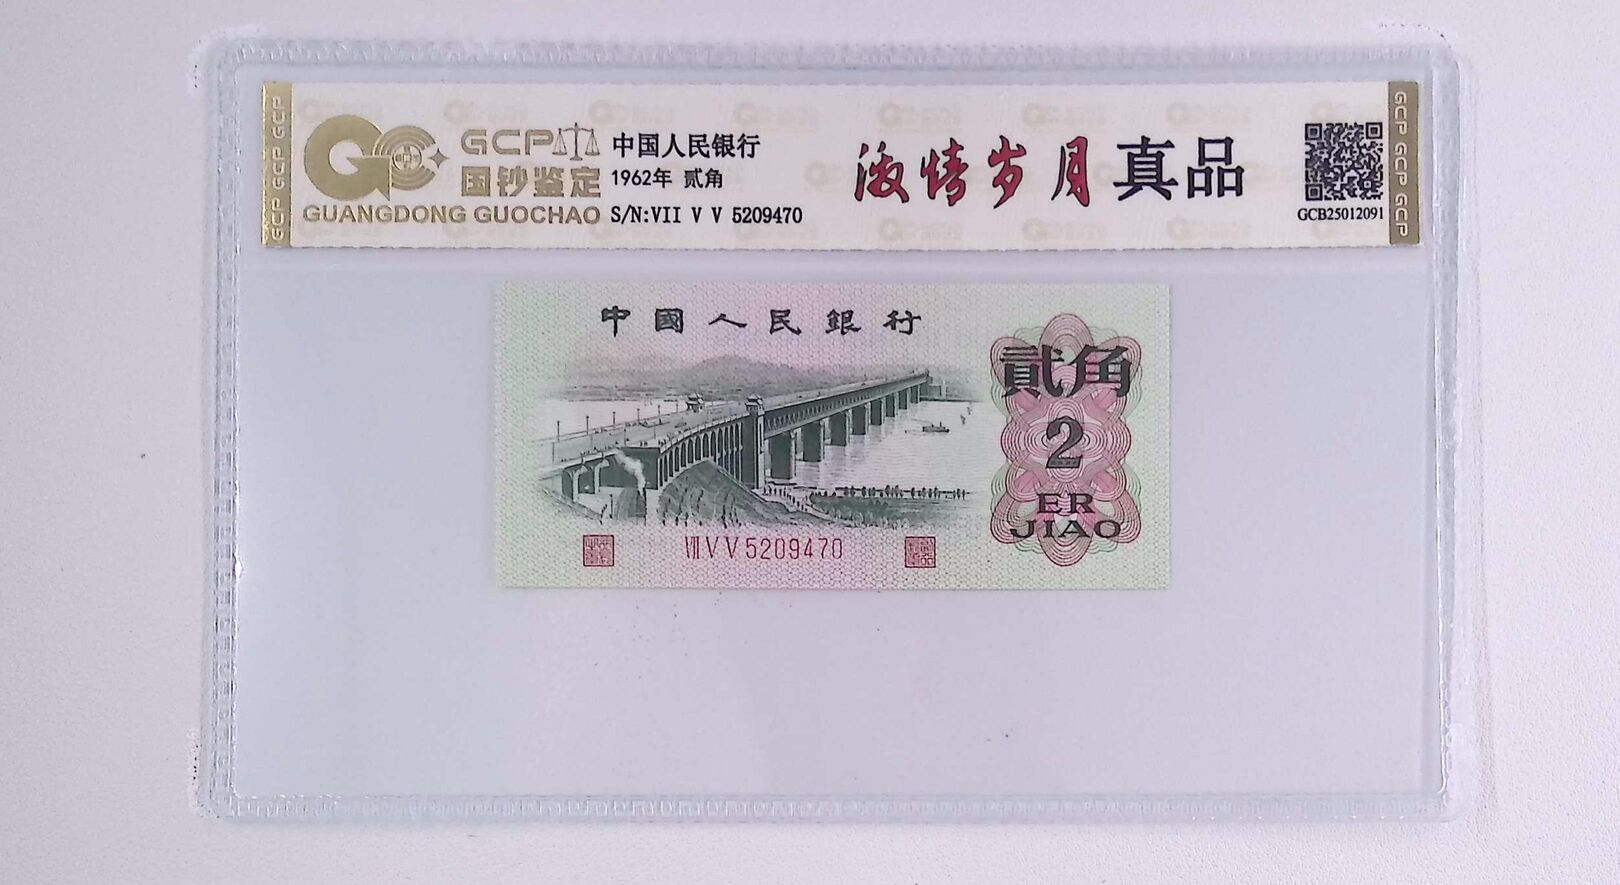 GCP
国钞鉴定
GUANGDONG GUOCHAO
中国人民银行
1962年 贰角
S/N:VII V V 5209470
激情岁月真品
GCB25012091
GCP GCP GCP
GCP GCP GCP
中國人民銀行
貳角
2
ER
JIAO
VII V V 5209470